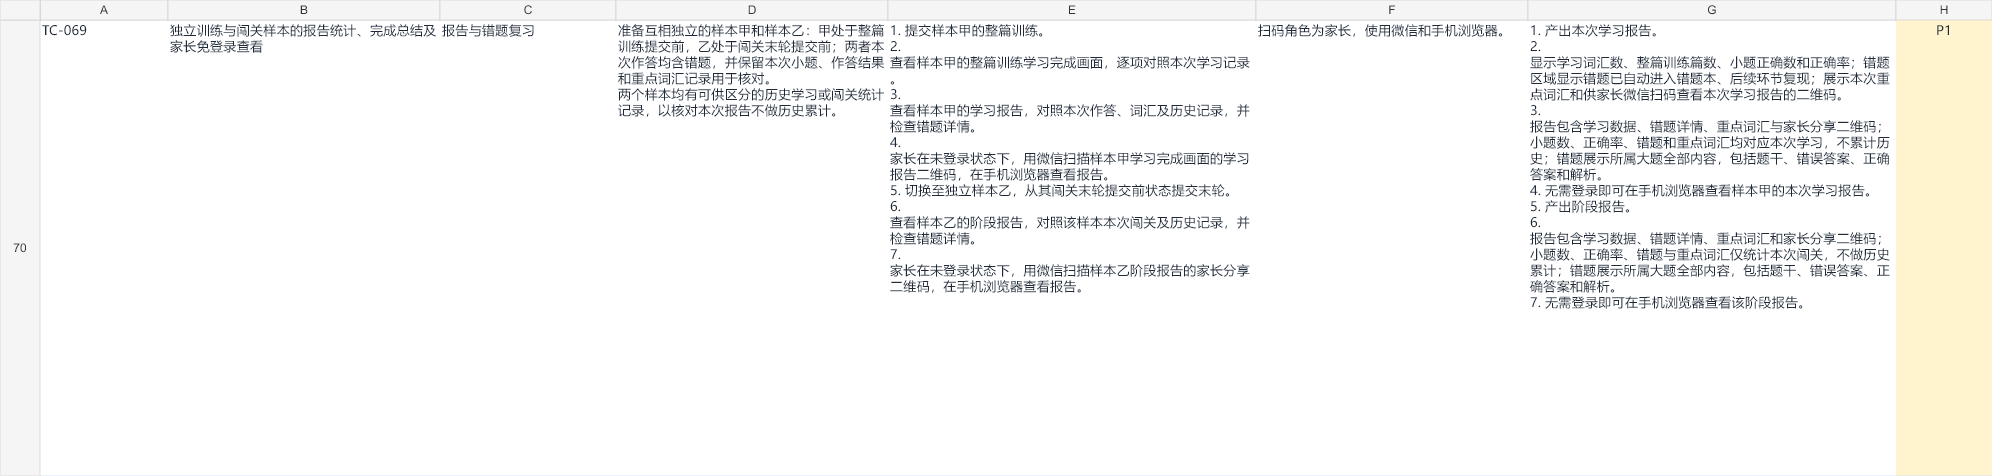 A B C D E F G H
70
TC-069
独立训练与闯关样本的报告统计、完成总结及
家长免登录查看
报告与错题复习
准备互相独立的样本甲和样本乙：甲处于整篇
训练提交前，乙处于闯关末轮提交前；两者本
次作答均含错题，并保留本次小题、作答结果
和重点词汇记录用于核对。
两个样本均有可供区分的历史学习或闯关统计
记录，以核对本次报告不做历史累计。
1. 提交样本甲的整篇训练。
2.
查看样本甲的整篇训练学习完成画面，逐项对照本次学习记录
。
3.
查看样本甲的学习报告，对照本次作答、词汇及历史记录，并
检查错题详情。
4.
家长在未登录状态下，用微信扫描样本甲学习完成画面的学习
报告二维码，在手机浏览器查看报告。
5. 切换至独立样本乙，从其闯关末轮提交前状态提交末轮。
6.
查看样本乙的阶段报告，对照该样本本次闯关及历史记录，并
检查错题详情。
7.
家长在未登录状态下，用微信扫描样本乙阶段报告的家长分享
二维码，在手机浏览器查看报告。
扫码角色为家长，使用微信和手机浏览器。
1. 产出本次学习报告。
2.
显示学习词汇数、整篇训练篇数、小题正确数和正确率；错题
区域显示错题已自动进入错题本、后续环节复现；展示本次重
点词汇和供家长微信扫码查看本次学习报告的二维码。
3.
报告包含学习数据、错题详情、重点词汇与家长分享二维码；
小题数、正确率、错题和重点词汇均对应本次学习，不累计历
史；错题展示所属大题全部内容，包括题干、错误答案、正确
答案和解析。
4. 无需登录即可在手机浏览器查看样本甲的本次学习报告。
5. 产出阶段报告。
6.
报告包含学习数据、错题详情、重点词汇和家长分享二维码；
小题数、正确率、错题与重点词汇仅统计本次闯关，不做历史
累计；错题展示所属大题全部内容，包括题干、错误答案、正
确答案和解析。
7. 无需登录即可在手机浏览器查看该阶段报告。
P1